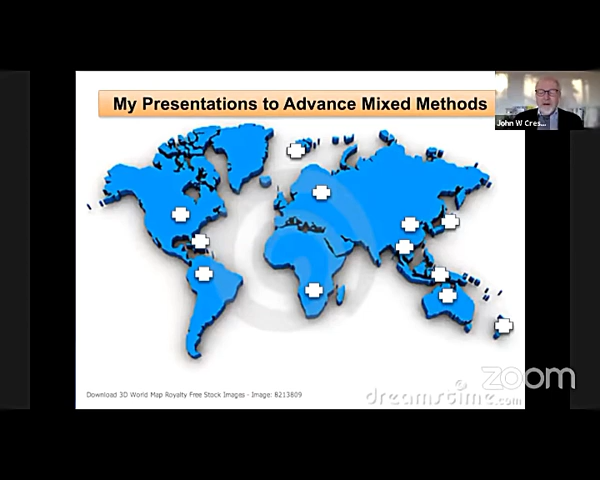 My Presentations to Advance Mixed Methods
John W Cres...
zoom
dreamstime.com
Download 3D World Map Royalty Free Stock Images - Image: 8213809